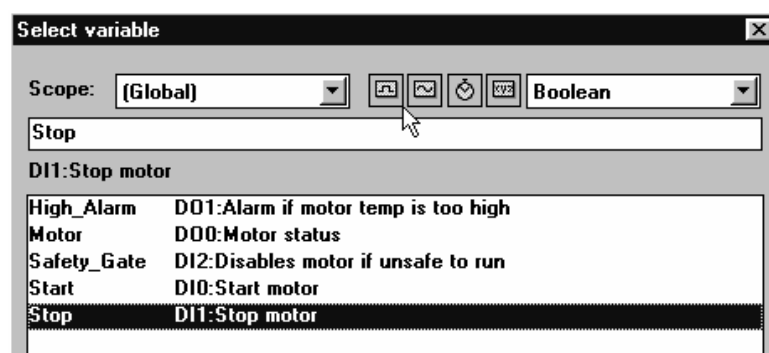 Select variable
Scope: (Global) xyz Boolean
Stop
DI1:Stop motor
High_Alarm DO1:Alarm if motor temp is too high
Motor DO0:Motor status
Safety_Gate DI2:Disables motor if unsafe to run
Start DI0:Start motor
Stop DI1:Stop motor